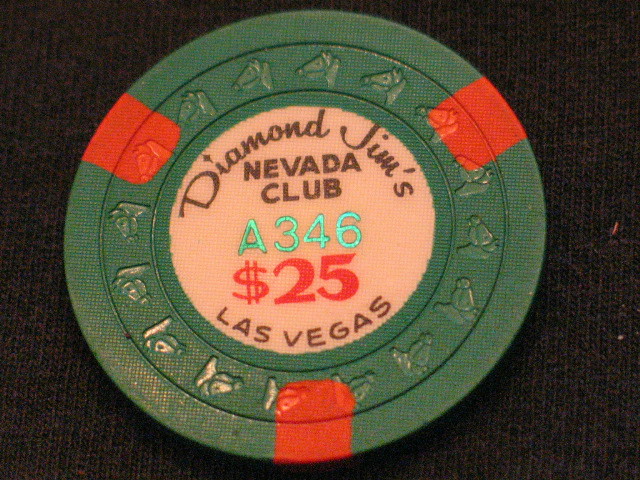 Diamond Jim's
NEVADA
CLUB
A346
$25
LAS VEGAS